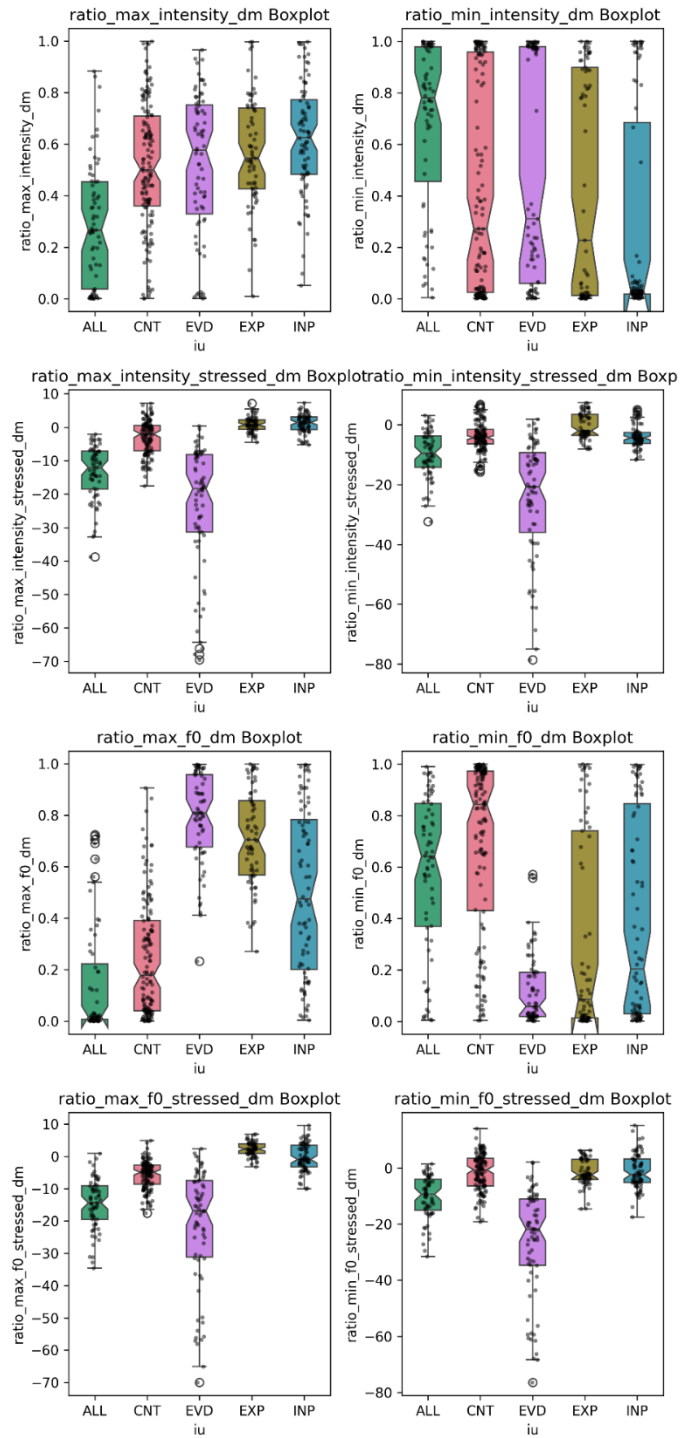 ratio_max_intensity_dm Boxplot
ratio_max_intensity_dm
1.0
0.8
0.6
0.4
0.2
0.0
ALL CNT EVD EXP INP
iu
ratio_min_intensity_dm Boxplot
ratio_min_intensity_dm
1.0
0.8
0.6
0.4
0.2
0.0
ALL CNT EVD EXP INP
iu
ratio_max_intensity_stressed_dm Boxplot
ratio_max_intensity_stressed_dm
10
0
−10
−20
−30
−40
−50
−60
−70
ALL CNT EVD EXP INP
iu
ratio_min_intensity_stressed_dm Boxp
ratio_min_intensity_stressed_dm
0
−20
−40
−60
−80
ALL CNT EVD EXP INP
iu
ratio_max_f0_dm Boxplot
ratio_max_f0_dm
1.0
0.8
0.6
0.4
0.2
0.0
ALL CNT EVD EXP INP
iu
ratio_min_f0_dm Boxplot
ratio_min_f0_dm
1.0
0.8
0.6
0.4
0.2
0.0
ALL CNT EVD EXP INP
iu
ratio_max_f0_stressed_dm Boxplot
ratio_max_f0_stressed_dm
10
0
−10
−20
−30
−40
−50
−60
−70
ALL CNT EVD EXP INP
iu
ratio_min_f0_stressed_dm Boxplot
ratio_min_f0_stressed_dm
0
−20
−40
−60
−80
ALL CNT EVD EXP INP
iu